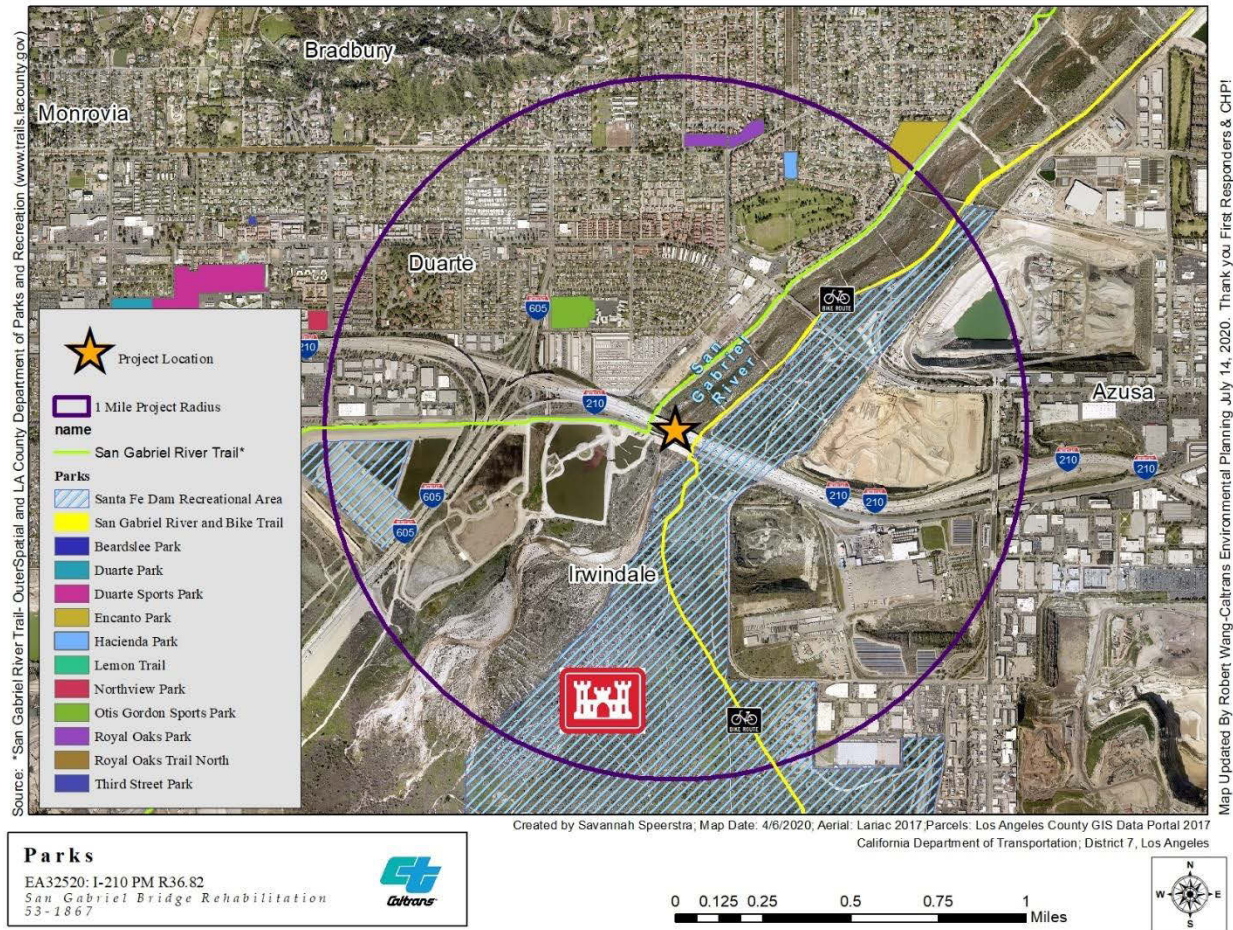 Source: *San Gabriel River Trail- OuterSpatial and LA County Department of Parks and Recreation (www.trails.lacounty.gov)
Bradbury
Monrovia
Duarte
605
210
210
San
Gabriel
River
BIKE ROUTE
Azusa
210
210
605
605
210
210
Irwindale
BIKE ROUTE
Project Location
1 Mile Project Radius
name
San Gabriel River Trail*
Parks
Santa Fe Dam Recreational Area
San Gabriel River and Bike Trail
Beardslee Park
Duarte Park
Duarte Sports Park
Encanto Park
Hacienda Park
Lemon Trail
Northview Park
Otis Gordon Sports Park
Royal Oaks Park
Royal Oaks Trail North
Third Street Park
Map Updated By Robert Wang-Caltrans Environmental Planning July 14, 2020. Thank you First Responders & CHP!
Created by Savannah Speerstra; Map Date: 4/6/2020; Aerial: Lariac 2017;Parcels: Los Angeles County GIS Data Portal 2017
California Department of Transportation; District 7, Los Angeles
Parks
EA32520: I-210 PM R36.82
San Gabriel Bridge Rehabilitation
53-1867
Caltrans
0 0.125 0.25 0.5 0.75 1
Miles
N
W E
S